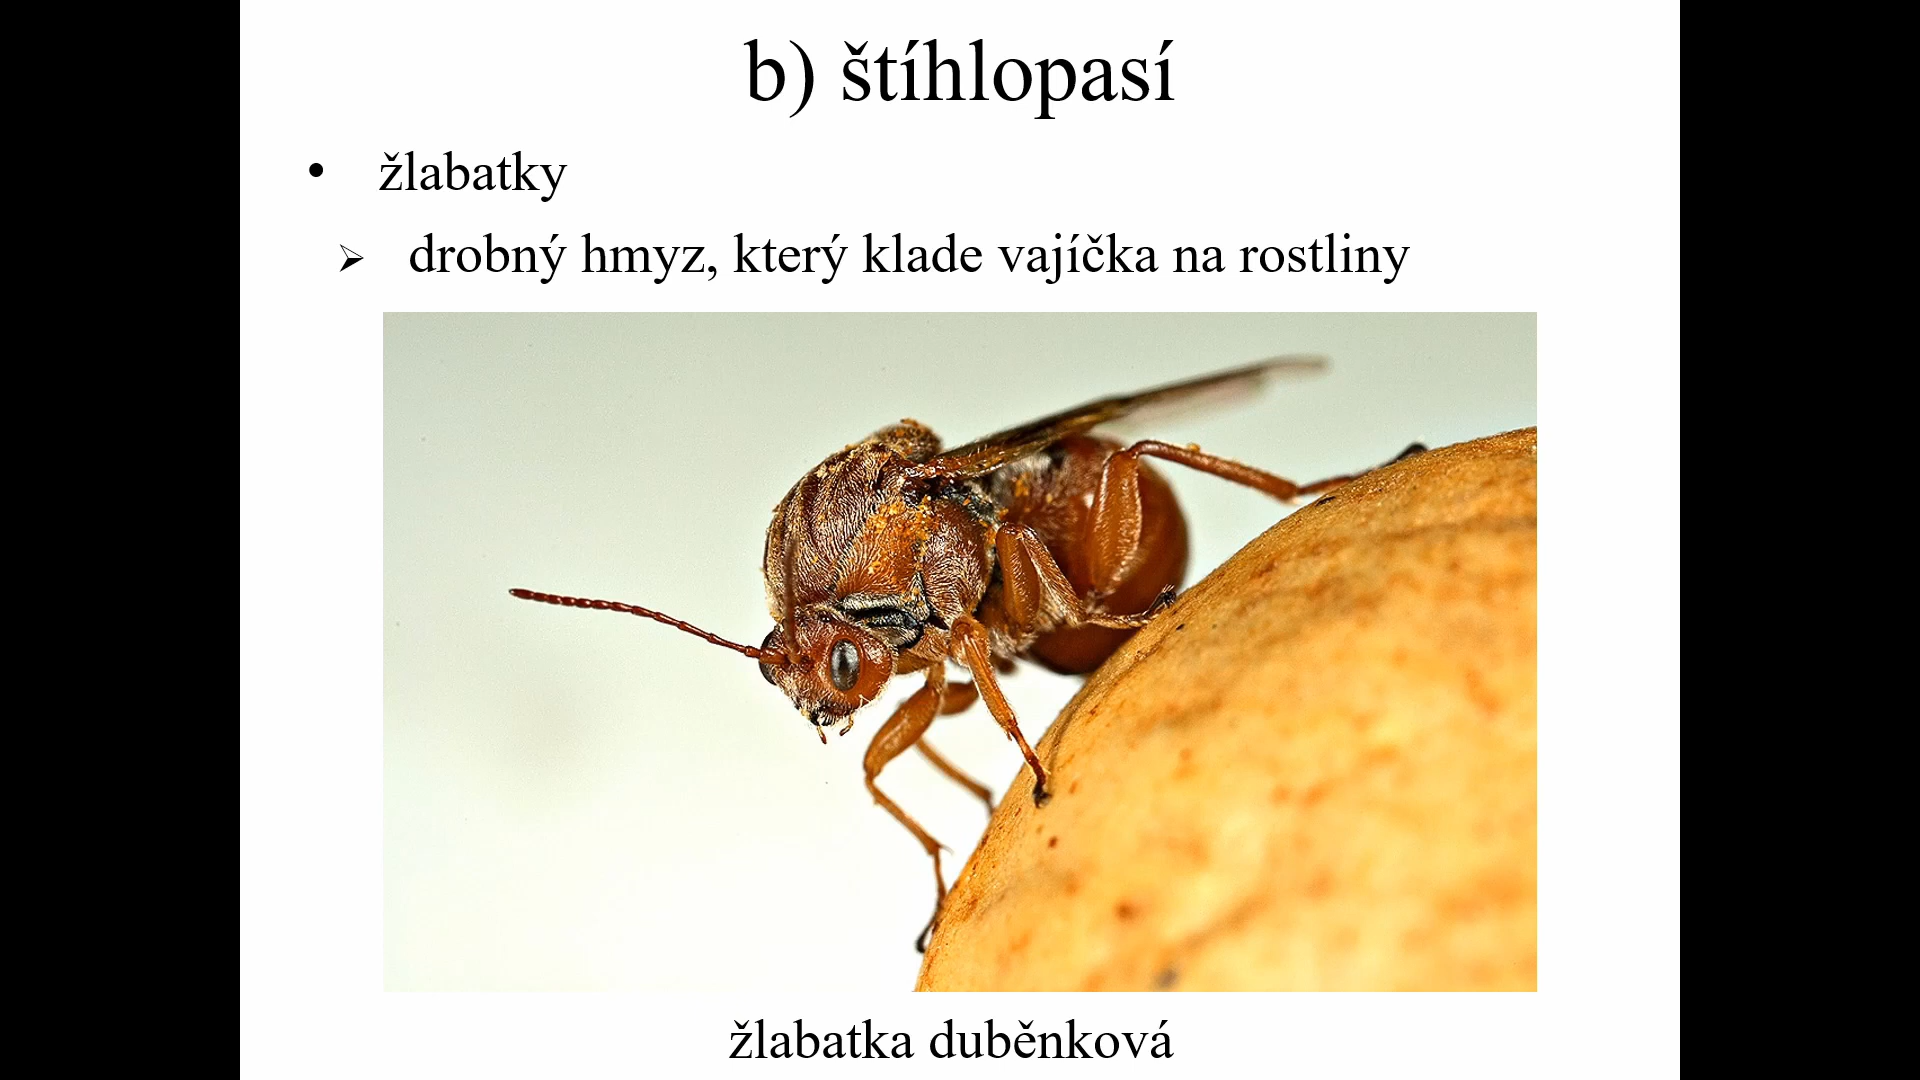 b) štíhlopasí
• žlabatky
➢ drobný hmyz, který klade vajíčka na rostliny
žlabatka duběnková